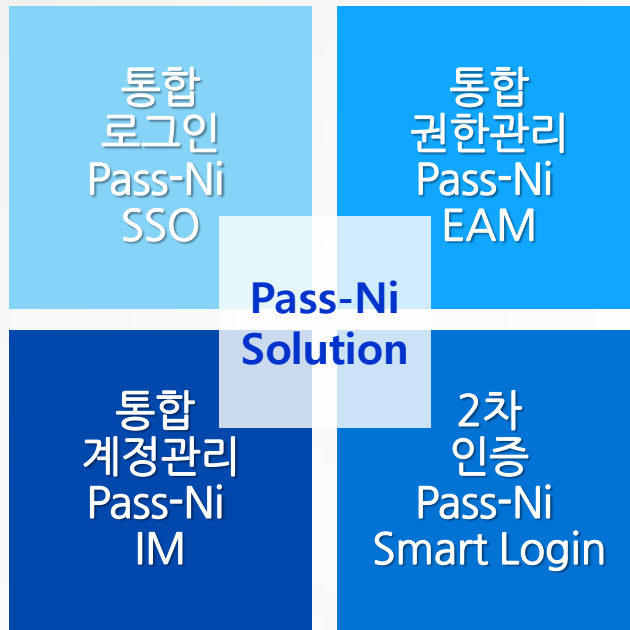 통합
로그인
Pass-Ni
SSO
통합
권한관리
Pass-Ni
EAM
Pass-Ni
Solution
통합
계정관리
Pass-Ni
IM
2차
인증
Pass-Ni
Smart Login